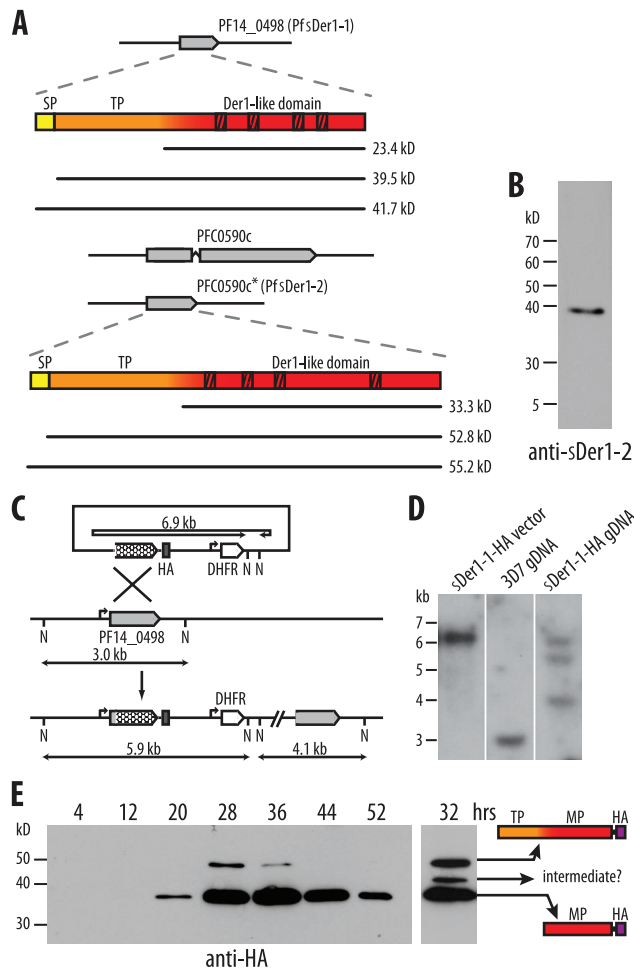 A
PF14_0498 (PfsDer1-1)
SP TP Der1-like domain
23.4 kD
39.5 kD
41.7 kD
PFC0590c
PFC0590c* (PfsDer1-2)
SP TP Der1-like domain
33.3 kD
52.8 kD
55.2 kD
B
kD
70
60
50
40
30
5
anti-sDer1-2
C
6.9 kb
HA DHFR N N
N PF14_0498 N
3.0 kb
DHFR
N N N N
5.9 kb 4.1 kb
D
sDer1-1-HA vector
3D7 gDNA
sDer1-1-HA gDNA
kb
7
6
5
4
3
E
4 12 20 28 36 44 52 32 hrs
kD
50
40
30
anti-HA
TP MP HA
intermediate?
MP HA